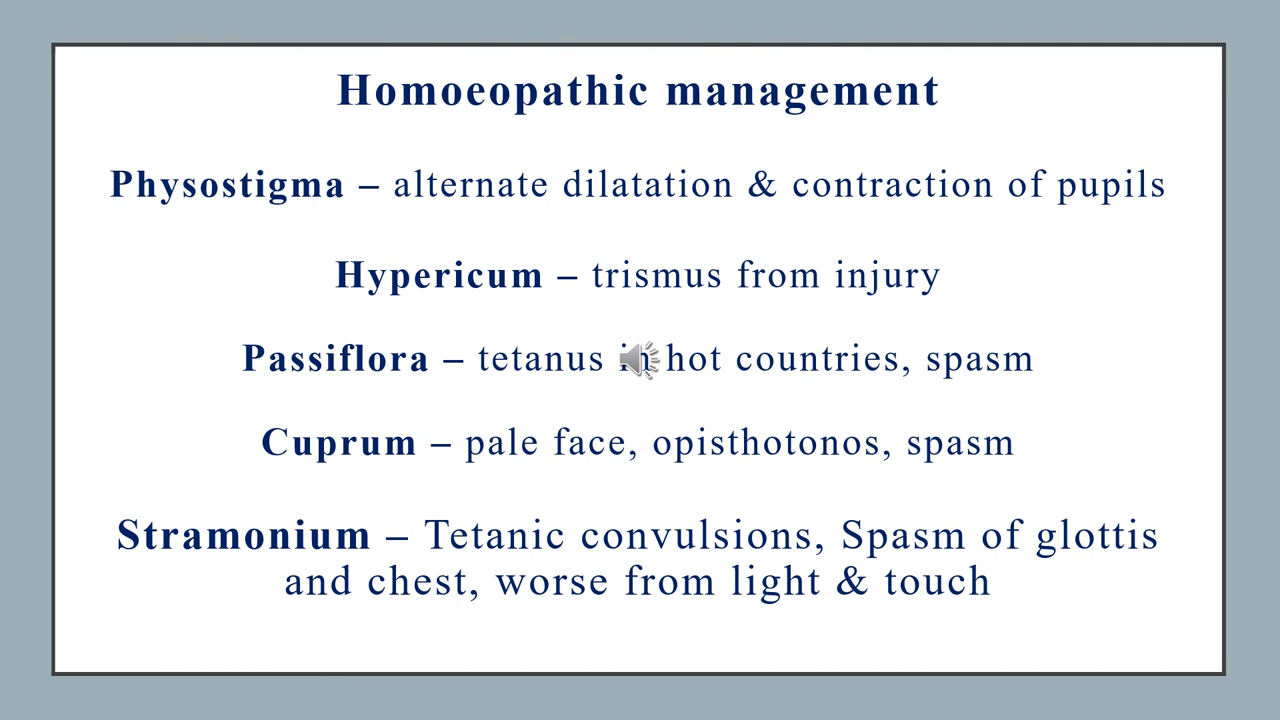 Homoeopathic management
Physostigma – alternate dilatation & contraction of pupils
Hypericum – trismus from injury
Passiflora – tetanus in hot countries, spasm
Cuprum – pale face, opisthotonos, spasm
Stramonium – Tetanic convulsions, Spasm of glottis
and chest, worse from light & touch